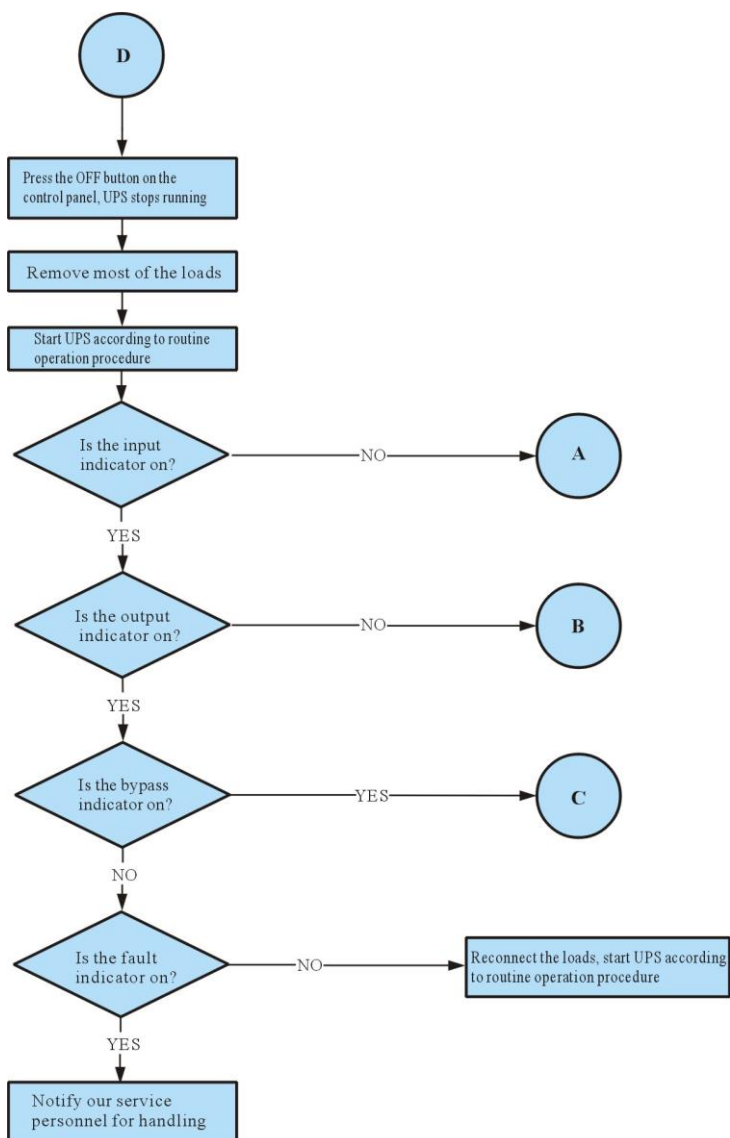 D
Press the OFF button on the
control panel, UPS stops running
Remove most of the loads
Start UPS according to routine
operation procedure
Is the input
indicator on?
NO
A
YES
Is the output
indicator on?
NO
B
YES
Is the bypass
indicator on?
YES
C
NO
Is the fault
indicator on?
NO
Reconnect the loads, start UPS according
to routine operation procedure
YES
Notify our service
personnel for handling